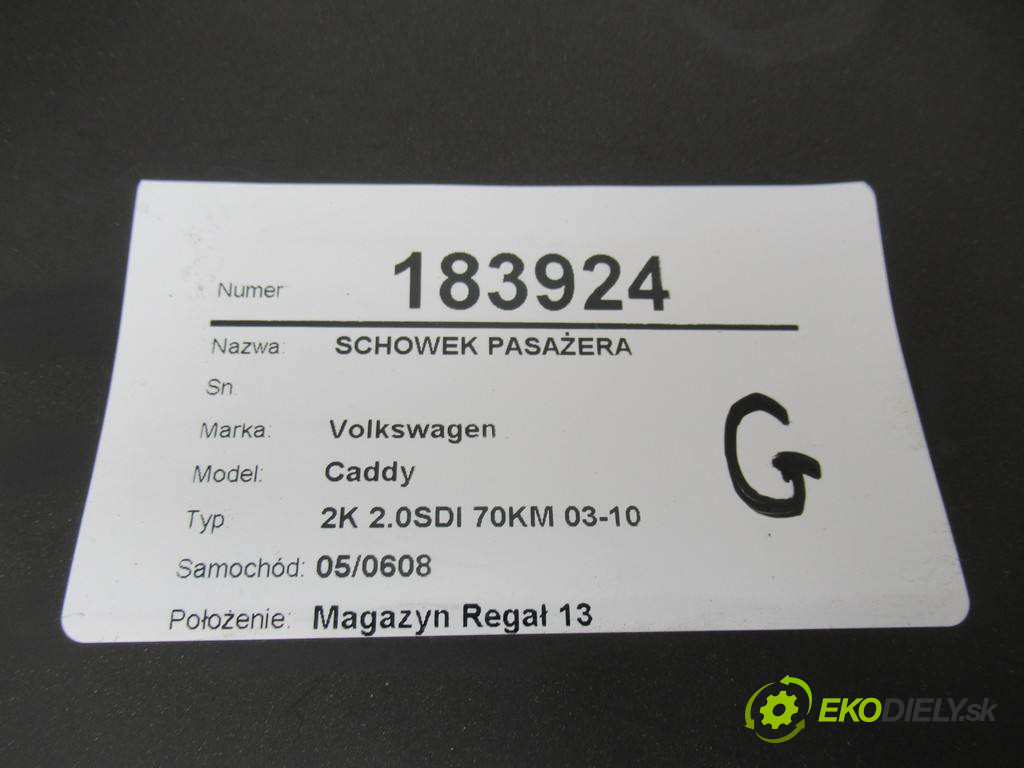 Numer 183924
Nazwa: SCHOWEK PASAŻERA
Sn
Marka: Volkswagen
Model: Caddy
Typ 2K 2.0SDI 70KM 03-10
Samochód: 05/0608
Położenie: Magazyn Regał 13
G
EKODIELY.sk